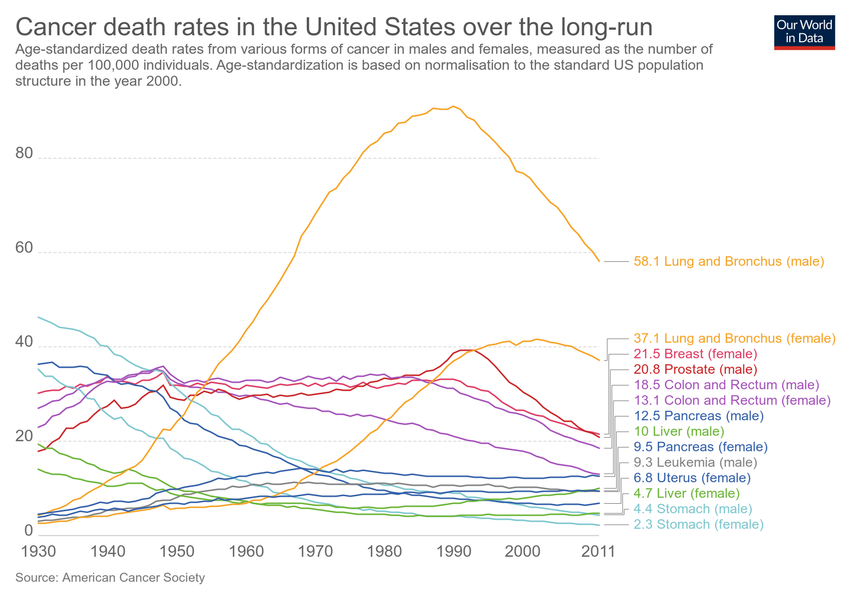 Cancer death rates in the United States over the long-run
Our World
in Data
Age-standardized death rates from various forms of cancer in males and females, measured as the number of
deaths per 100,000 individuals. Age-standardization is based on normalisation to the standard US population
structure in the year 2000.
80
60
40
20
0
58.1 Lung and Bronchus (male)
37.1 Lung and Bronchus (female)
21.5 Breast (female)
20.8 Prostate (male)
18.5 Colon and Rectum (male)
13.1 Colon and Rectum (female)
12.5 Pancreas (male)
10 Liver (male)
9.5 Pancreas (female)
9.3 Leukemia (male)
6.8 Uterus (female)
4.7 Liver (female)
4.4 Stomach (male)
2.3 Stomach (female)
1930 1940 1950 1960 1970 1980 1990 2000 2011
Source: American Cancer Society